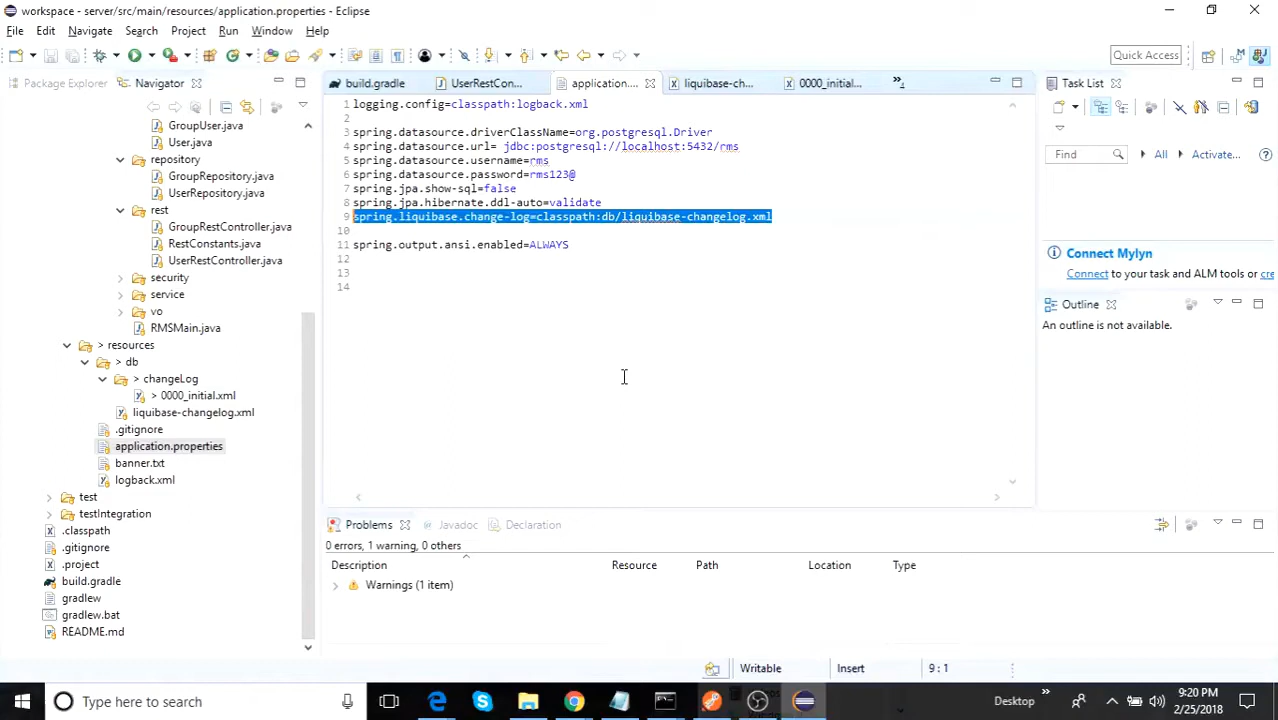 workspace - server/src/main/resources/application.properties - Eclipse
File Edit Navigate Search Project Run Window Help
Quick Access
Package Explorer Navigator
GroupUser.java
User.java
repository
GroupRepository.java
UserRepository.java
rest
GroupRestController.java
RestConstants.java
UserRestController.java
security
service
vo
RMSMain.java
> resources
> db
> changeLog
> 0000_initial.xml
liquibase-changelog.xml
.gitignore
application.properties
banner.txt
logback.xml
test
testIntegration
.classpath
.gitignore
.project
build.gradle
gradlew
gradlew.bat
README.md
build.gradle UserRestCon... application.... liquibase-ch... 0000_initial...
1 logging.config=classpath:logback.xml
2
3 spring.datasource.driverClassName=org.postgresql.Driver
4 spring.datasource.url= jdbc:postgresql://localhost:5432/rms
5 spring.datasource.username=rms
6 spring.datasource.password=rms123@
7 spring.jpa.show-sql=false
8 spring.jpa.hibernate.ddl-auto=validate
9 spring.liquibase.change-log=classpath:db/liquibase-changelog.xml
10
11 spring.output.ansi.enabled=ALWAYS
12
13
14
Task List
Find All Activate...
Connect Mylyn
Connect to your task and ALM tools or cre
Outline
An outline is not available.
Problems Javadoc Declaration
0 errors, 1 warning, 0 others
Description Resource Path Location Type
Warnings (1 item)
Writable Insert 9 : 1
Type here to search
Desktop
9:20 PM
2/25/2018